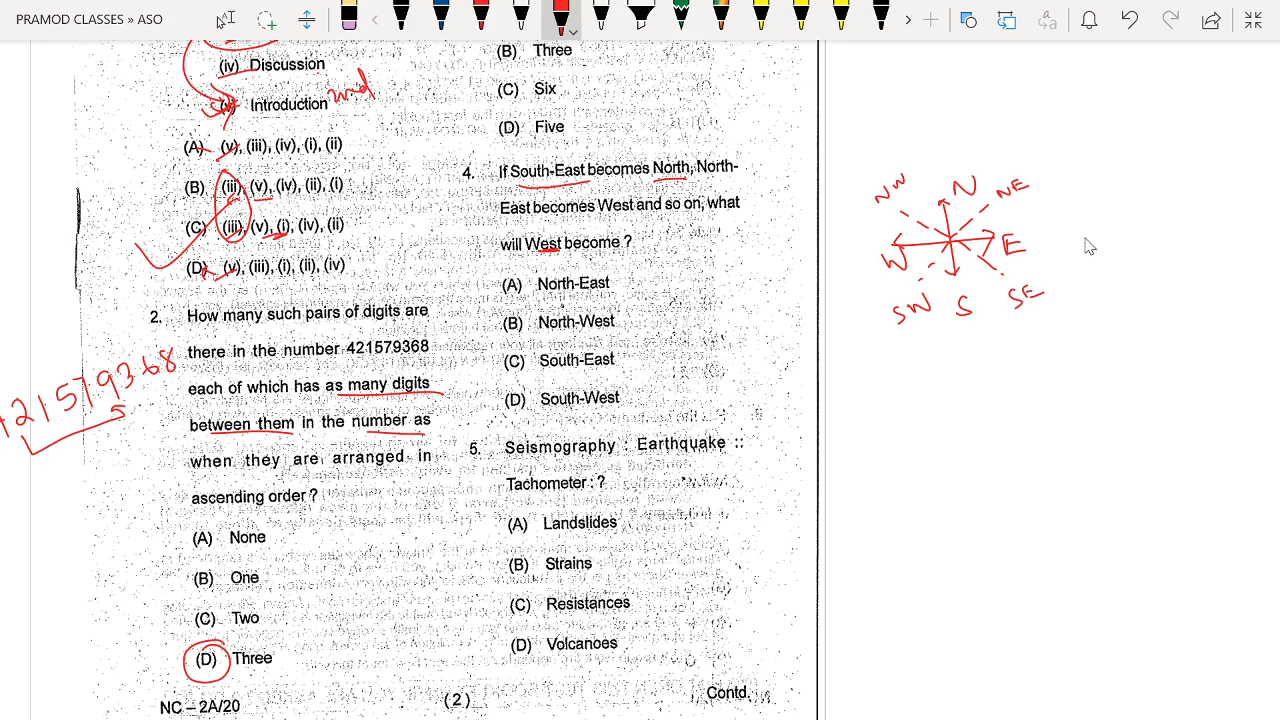 PRAMOD CLASSES » ASO
(iv) Discussion
(v) Introduction
2nd
(A) (v), (iii), (iv), (i), (ii)
(B) (iii), (v), (iv), (ii), (i)
(C) (iii), (v), (i), (iv), (ii)
(D) (v), (iii), (i), (ii), (iv)
2. How many such pairs of digits are
there in the number 421579368
each of which has as many digits
between them in the number as
when they are arranged in
ascending order ?
(A) None
(B) One
(C) Two
(D) Three
421579368
NC – 2A/20
(B) Three
(C) Six
(D) Five
4. If South-East becomes North, North-
East becomes West and so on, what
will West become ?
(A) North-East
(B) North-West
(C) South-East
(D) South-West
5. Seismography : Earthquake ::
Tachometer : ?
(A) Landslides
(B) Strains
(C) Resistances
(D) Volcanoes
(2)
Contd.
NW N NE
W E
SW S SE